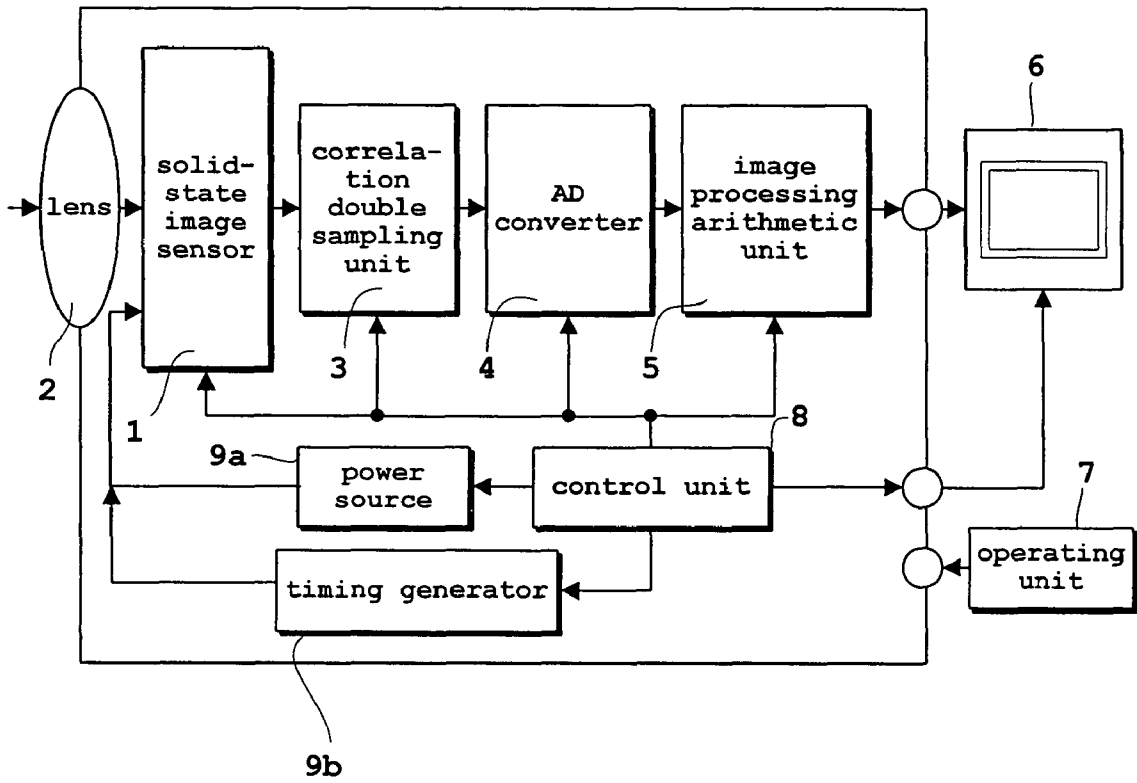 6
lens
solid-
state
image
sensor
correla-
tion
double
sampling
unit
AD
converter
image
processing
arithmetic
unit
2
1
3
4
5
8
9a
power
source
control unit
7
operating
unit
timing generator
9b